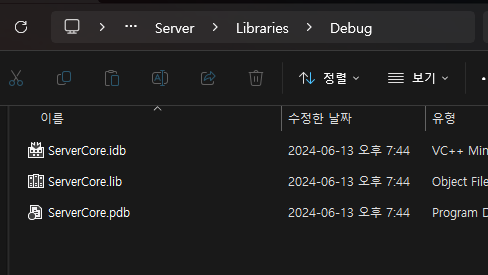 Server Libraries Debug
정렬 보기
이름 수정한 날짜 유형
ServerCore.idb 2024-06-13 오후 7:44 VC++ Min
ServerCore.lib 2024-06-13 오후 7:44 Object File
ServerCore.pdb 2024-06-13 오후 7:44 Program D